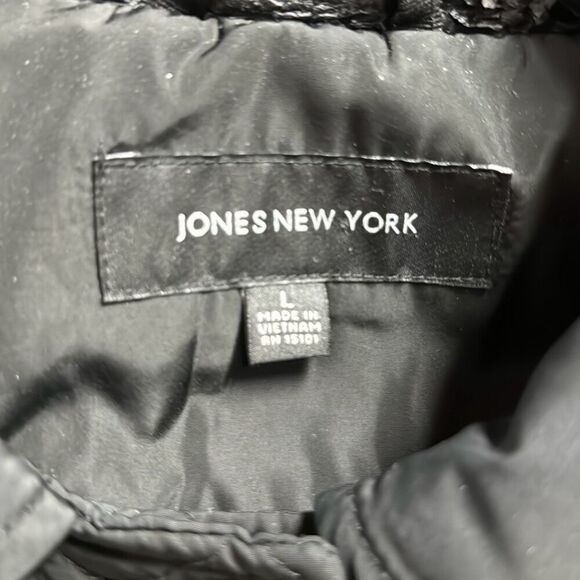 JONES NEW YORK
L
MADE IN
VIETNAM
RN 15101